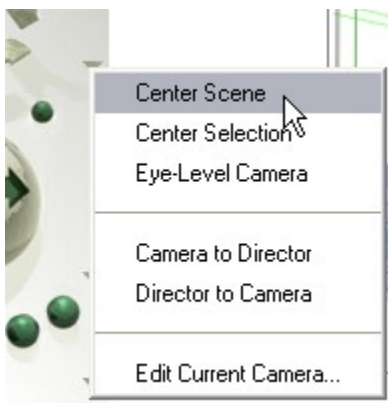 Center Scene
Center Selection
Eye-Level Camera
Camera to Director
Director to Camera
Edit Current Camera...